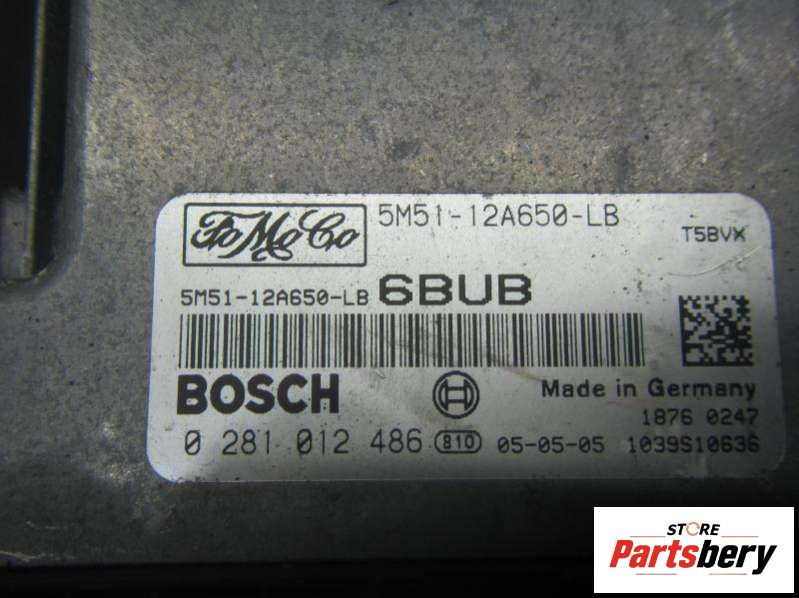 FoMoCo
5M51-12A650-LB
T5BVX
5M51-12A650-LB 6BUB
BOSCH
Made in Germany
1876 0247
0 281 012 486 B10 05-05-05 1039S10636
STORE
Partsbery